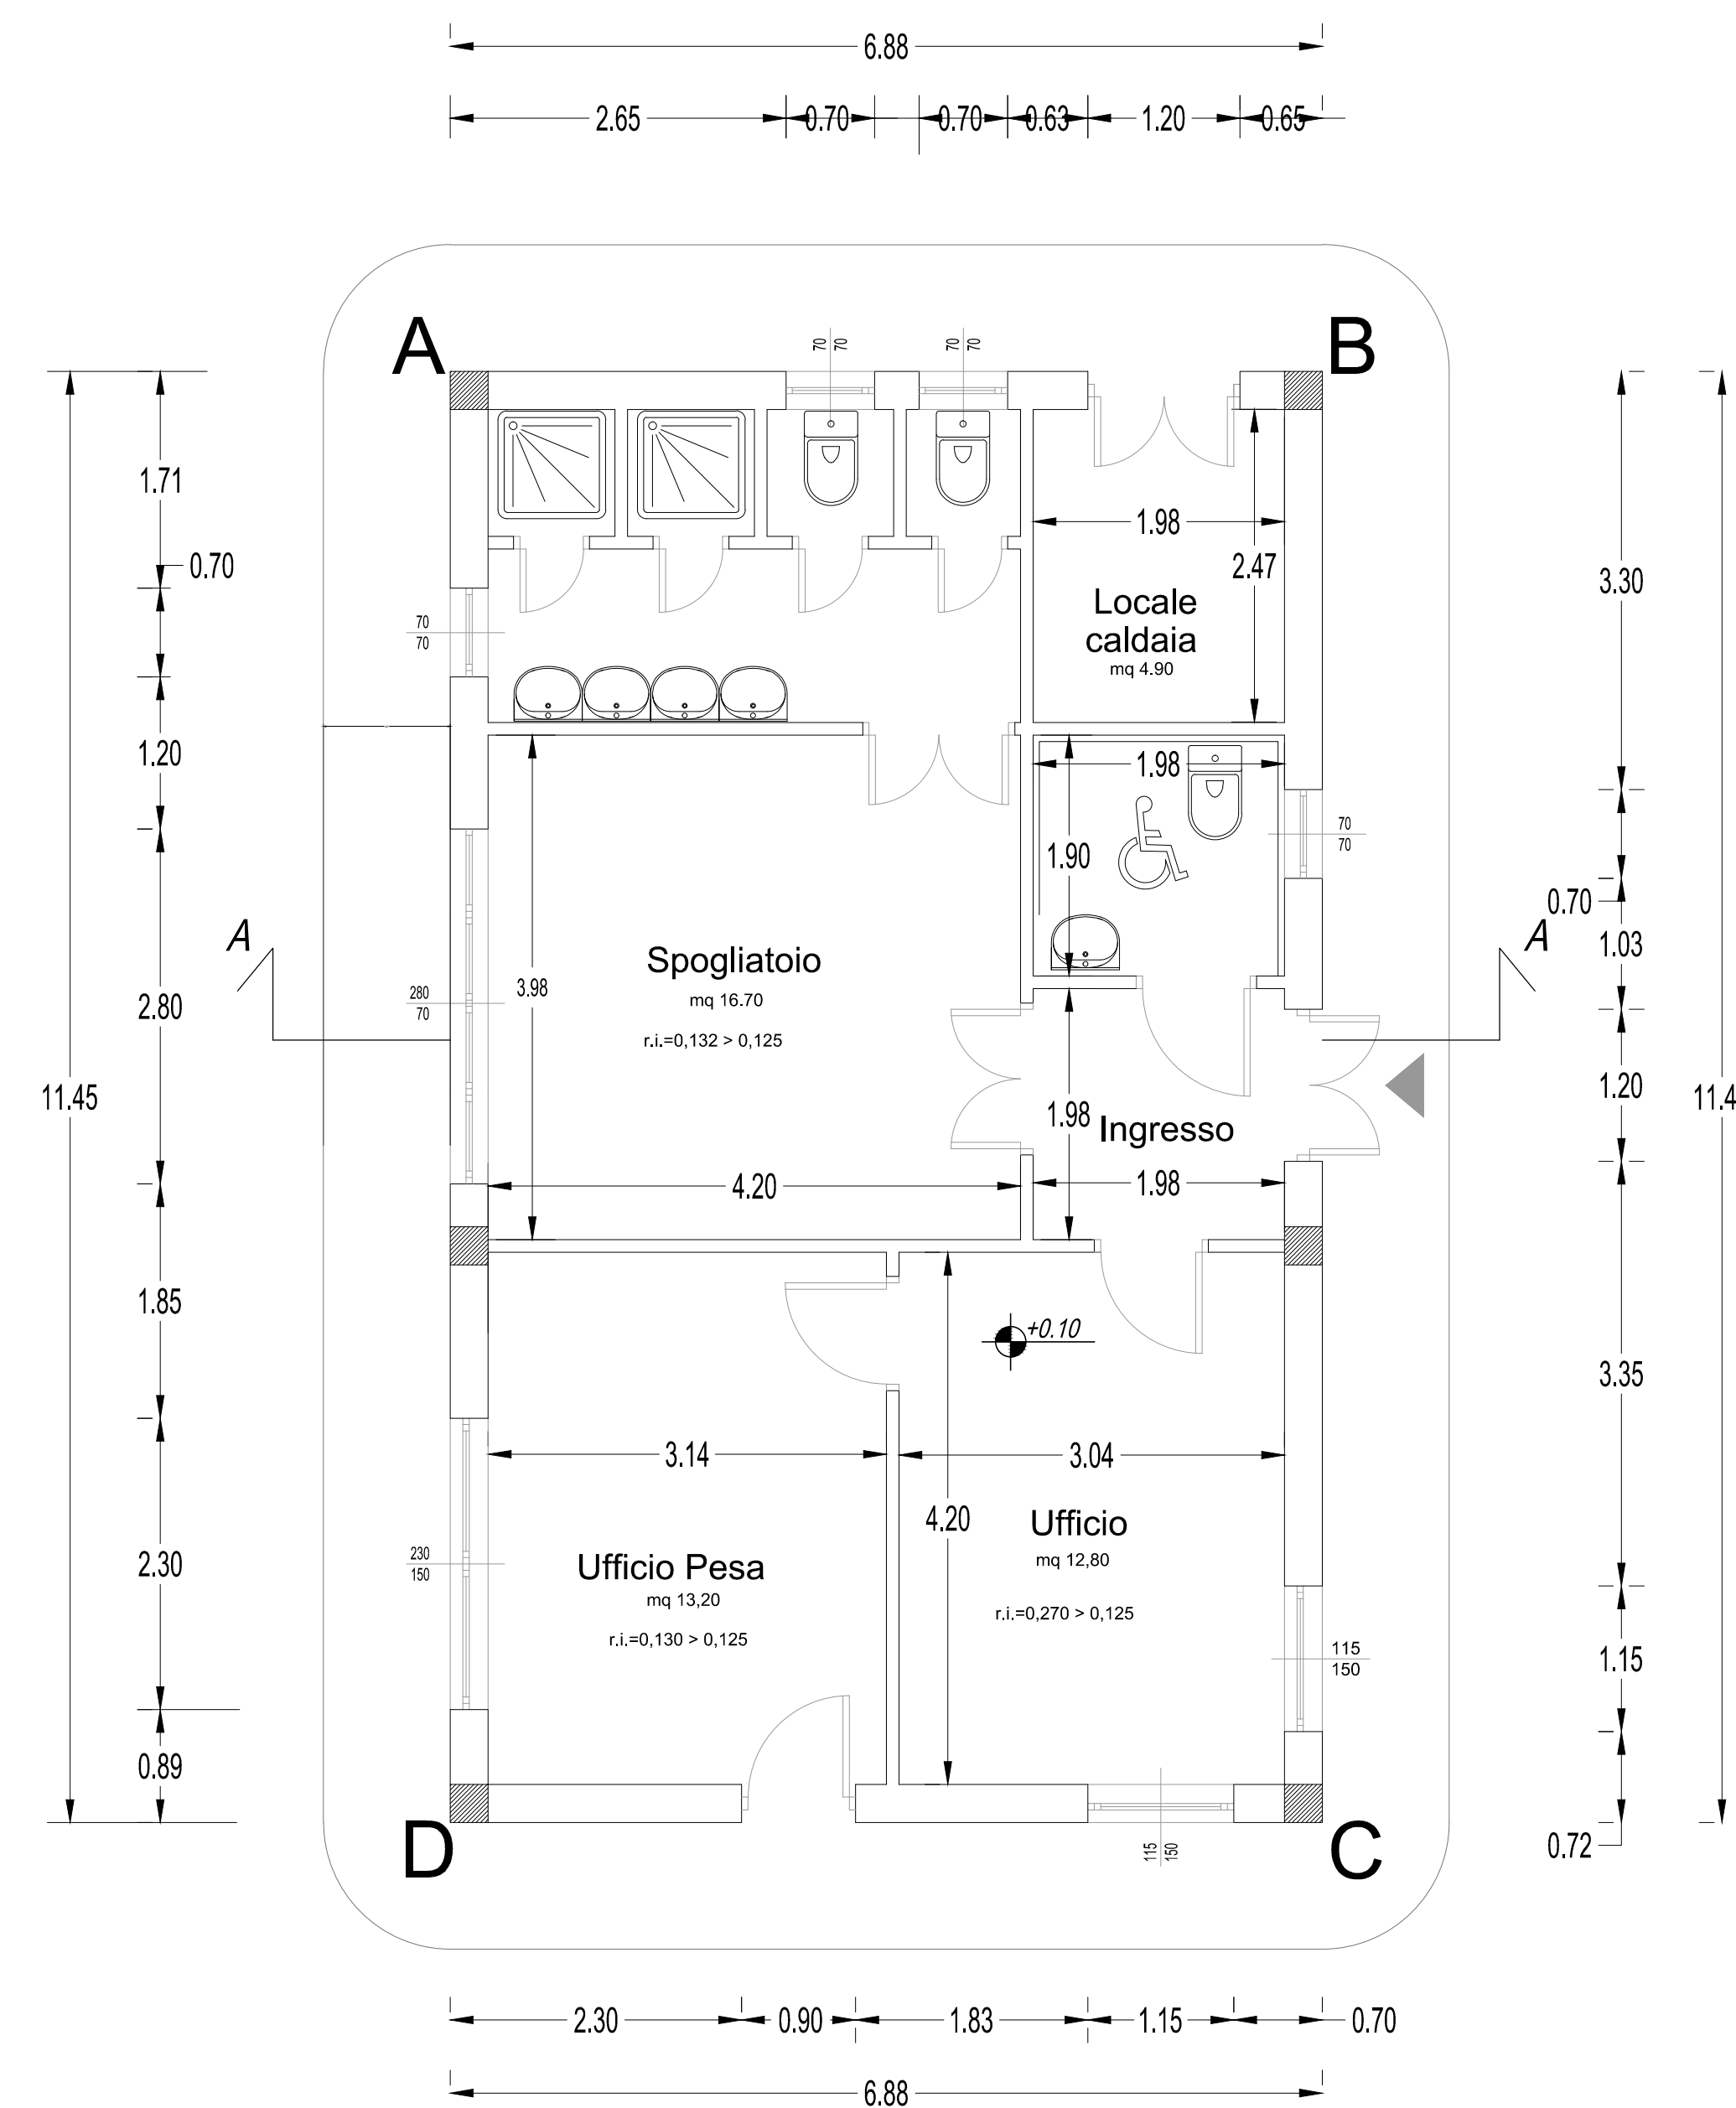 6.88
2.65 0.70 0.70 0.63 1.20 0.65
A B
70 70 70 70
1.71
0.70
1.98
2.47
3.30
Locale
caldaia
mq 4.90
70
70
1.20
1.98
70
70
1.90
0.70
1.03
A A
Spogliatoio
mq 16.70
r.i.=0,132 > 0,125
3.98
280
70
2.80
11.45
1.20
11.4
1.98
Ingresso
4.20
1.98
1.85
+0.10
3.35
3.14
3.04
4.20
Ufficio
mq 12,80
r.i.=0,270 > 0,125
230
150
2.30
Ufficio Pesa
mq 13,20
r.i.=0,130 > 0,125
115
150
1.15
0.89
D C
115
150
0.72
2.30 0.90 1.83 1.15 0.70
6.88